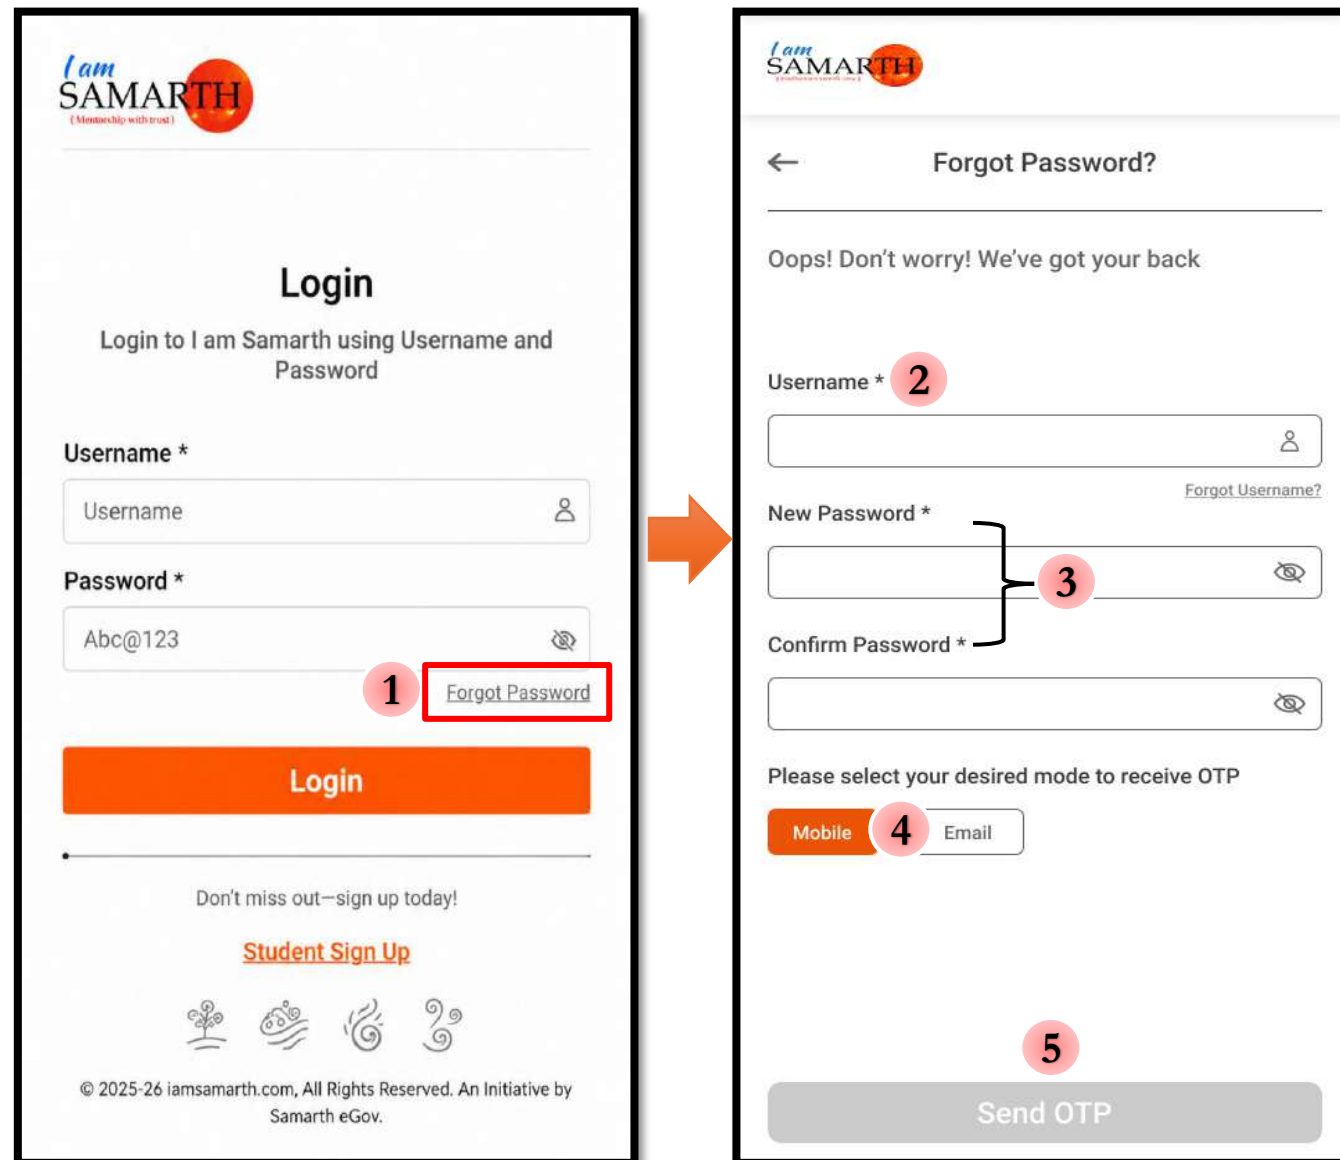 I am
SAMARTH
( Mentorship with trust )
Login
Login to I am Samarth using Username and
Password
Username *
Username
Password *
Abc@123
1
Forgot Password
Login
Don't miss out—sign up today!
Student Sign Up
© 2025-26 iamsamarth.com, All Rights Reserved. An Initiative by
Samarth eGov.
I am
SAMARTH
← Forgot Password?
Oops! Don't worry! We've got your back
Username * 2
Forgot Username?
New Password *
3
Confirm Password *
Please select your desired mode to receive OTP
Mobile 4 Email
5
Send OTP